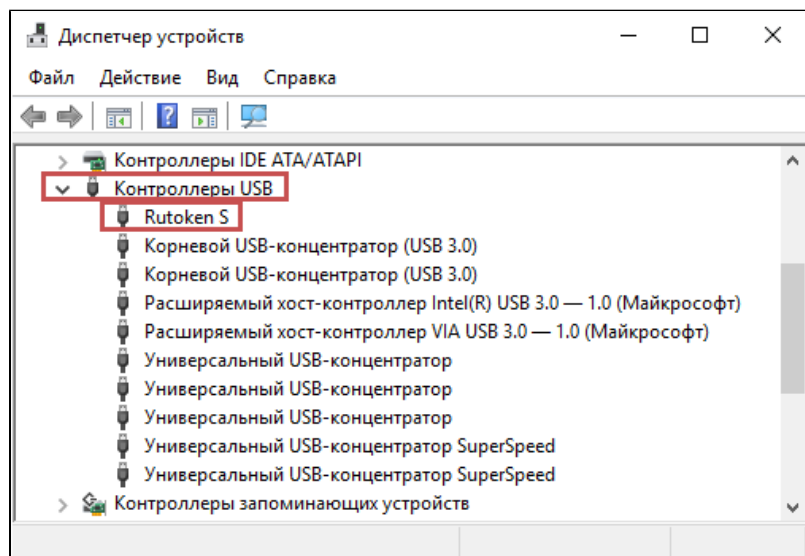 Диспетчер устройств
Файл Действие Вид Справка
Контроллеры IDE ATA/ATAPI
Контроллеры USB
Rutoken S
Корневой USB-концентратор (USB 3.0)
Корневой USB-концентратор (USB 3.0)
Расширяемый хост-контроллер Intel(R) USB 3.0 — 1.0 (Майкрософт)
Расширяемый хост-контроллер VIA USB 3.0 — 1.0 (Майкрософт)
Универсальный USB-концентратор
Универсальный USB-концентратор
Универсальный USB-концентратор
Универсальный USB-концентратор SuperSpeed
Универсальный USB-концентратор SuperSpeed
Контроллеры запоминающих устройств